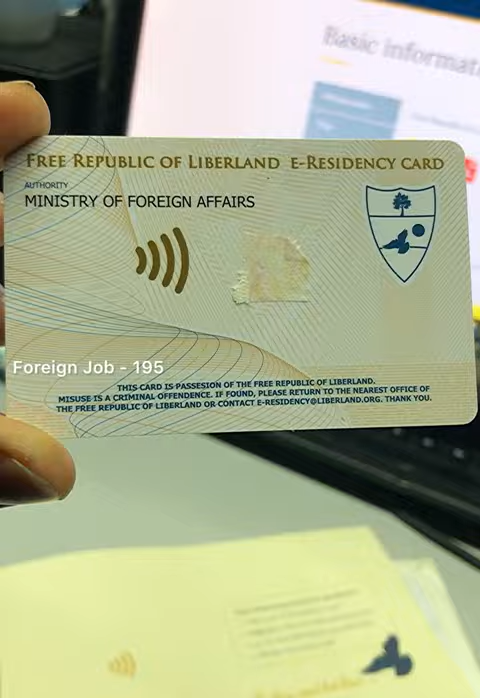 Basic informat
FREE REPUBLIC OF LIBERLAND e-RESIDENCY CARD
AUTHORITY
MINISTRY OF FOREIGN AFFAIRS
Foreign Job - 195
THIS CARD IS PASSESION OF THE FREE REPUBLIC OF LIBERLAND.
MISUSE IS A CRIMINAL OFFENDENCE. IF FOUND, PLEASE RETURN TO THE NEAREST OFFICE OF
THE FREE REPUBLIC OF LIBERLAND OR CONTACT E-RESIDENCY@LIBERLAND.ORG. THANK YOU.